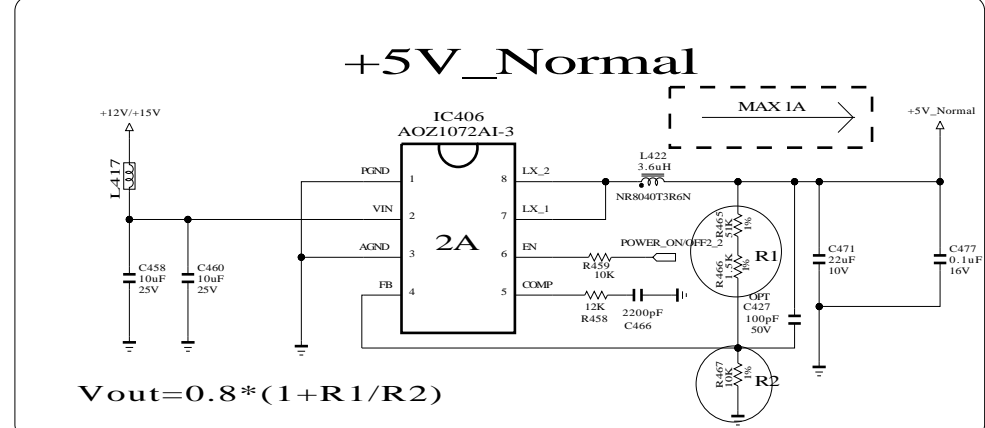 +5V_Normal
MAX 1A
+12V/+15V
+5V_Normal
IC406
AOZ1072AI-3
L417
L422
3.6uH
NR8040T3R6N
PGND
1
8
LX_2
VIN
2
7
LX_1
AGND
3
6
EN
FB
4
5
COMP
2A
POWER_ON/OFF2_2
R459
10K
12K
R458
2200pF
C466
R465
51K
1%
R466
1.5K
1%
R1
OPT
C427
100pF
50V
C458
10uF
25V
C460
10uF
25V
C471
22uF
10V
C477
0.1uF
16V
R467
10K
1%
R2
Vout=0.8*(1+R1/R2)